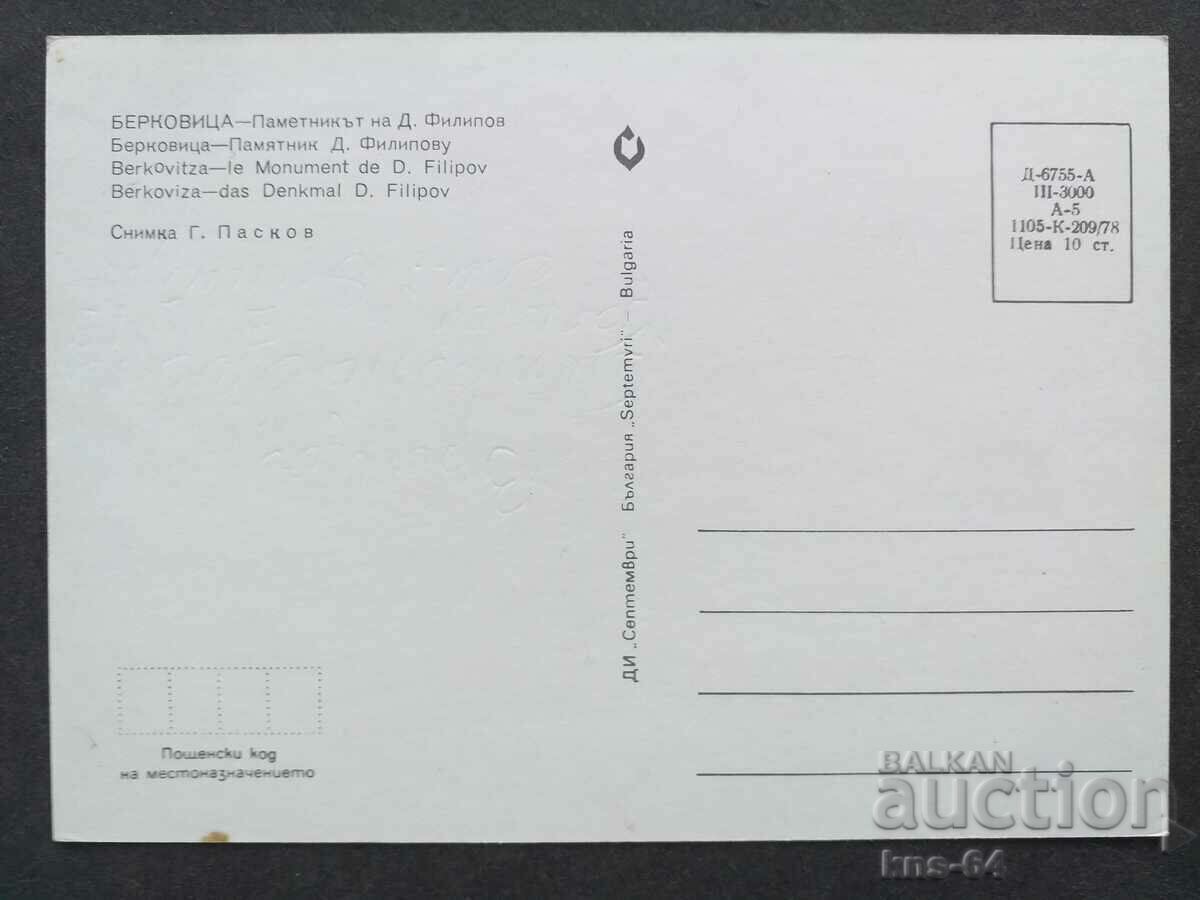 БЕРКОВИЦА—Паметникът на Д. Филипов
Берковица—Памятник Д. Филипову
Berkovitza—le Monument de D. Filipov
Berkoviza—das Denkmal D. Filipov
Снимка Г. Пасков
ДИ „Септември" България „Septemvri" — Bulgaria
Д-6755-А
III-3000
А-5
1105-К-209/78
Цена 10 ст.
Пощенски код
на местоназначението
BALKAN
auction
kns-64